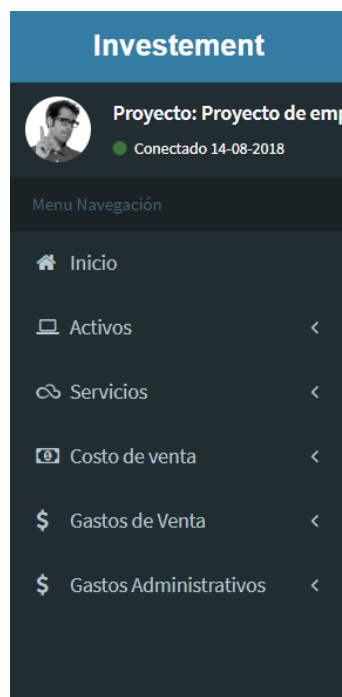 Investement
Proyecto: Proyecto de emp
Conectado 14-08-2018
Menu Navegación
Inicio
Activos
Servicios
Costo de venta
$ Gastos de Venta
$ Gastos Administrativos